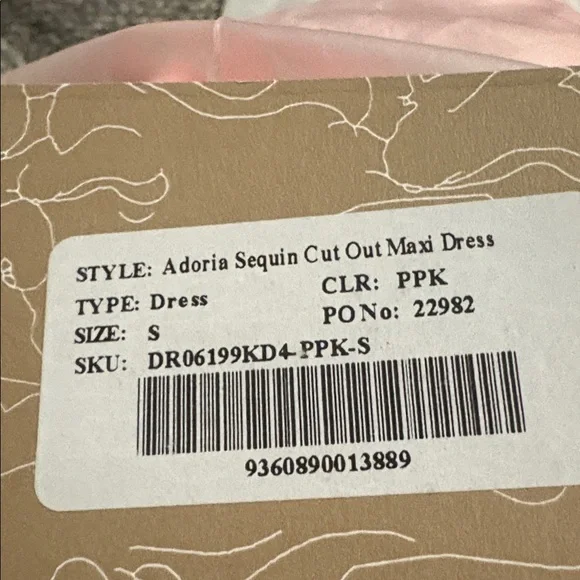 STYLE: Adoria Sequin Cut Out Maxi Dress
TYPE: Dress CLR: PPK
SIZE: S PO No: 22982
SKU: DR06199KD4-PPK-S
9360890013889